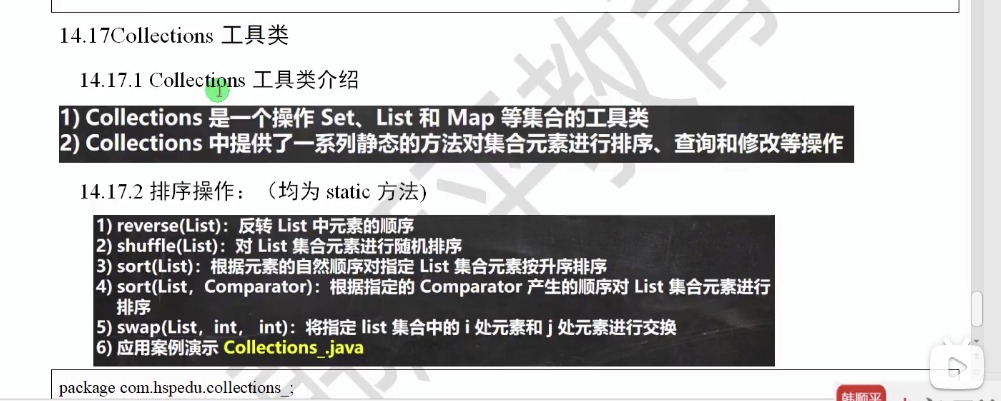 14.17Collections 工具类
14.17.1 Collections 工具类介绍
1) Collections 是一个操作 Set、List 和 Map 等集合的工具类
2) Collections 中提供了一系列静态的方法对集合元素进行排序、查询和修改等操作
14.17.2 排序操作：（均为 static 方法)
1) reverse(List)：反转 List 中元素的顺序
2) shuffle(List)：对 List 集合元素进行随机排序
3) sort(List)：根据元素的自然顺序对指定 List 集合元素按升序排序
4) sort(List，Comparator)：根据指定的 Comparator 产生的顺序对 List 集合元素进行
排序
5) swap(List，int， int)：将指定 list 集合中的 i 处元素和 j 处元素进行交换
6) 应用案例演示 Collections_.java
package com.hspedu.collections_;
韩顺平